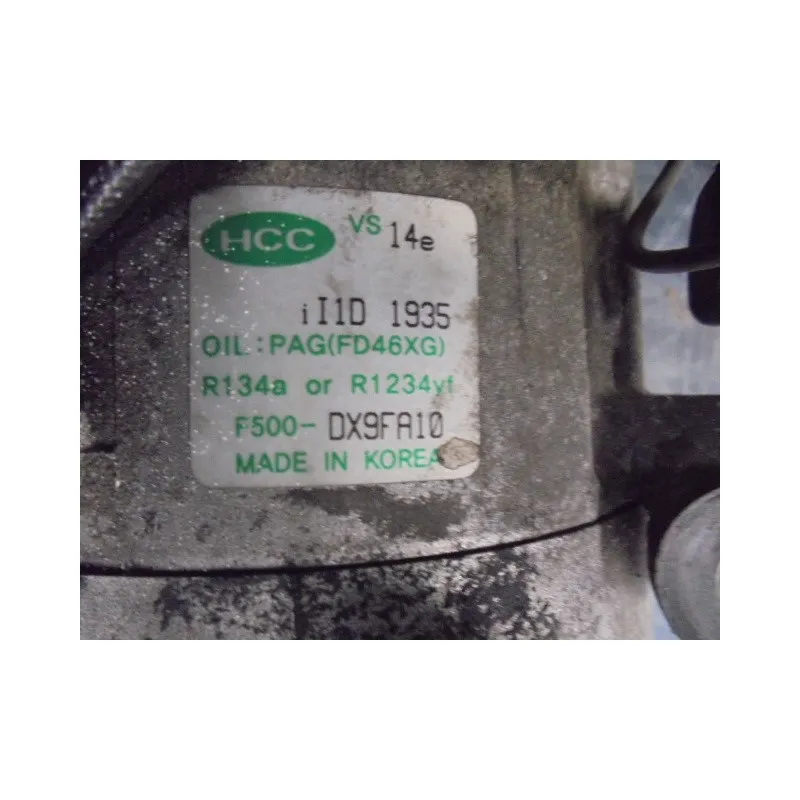 HCC VS 14e
iI1D 1935
OIL:PAG(FD46XG)
R134a or R1234yf
F500-DX9FA10
MADE IN KOREA